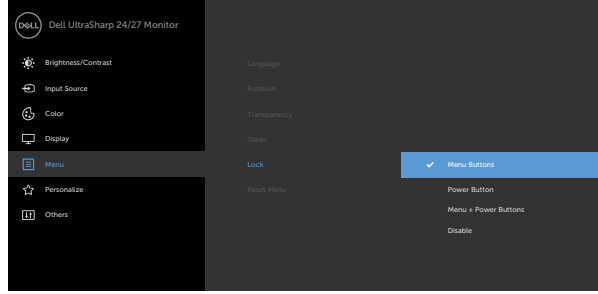 DELL
Dell UltraSharp 24/27 Monitor
Brightness/Contrast
Input Source
Color
Display
Menu
Personalize
Others
Language
Rotation
Transparency
Timer
Lock
Reset Menu
Menu Buttons
Power Button
Menu + Power Buttons
Disable